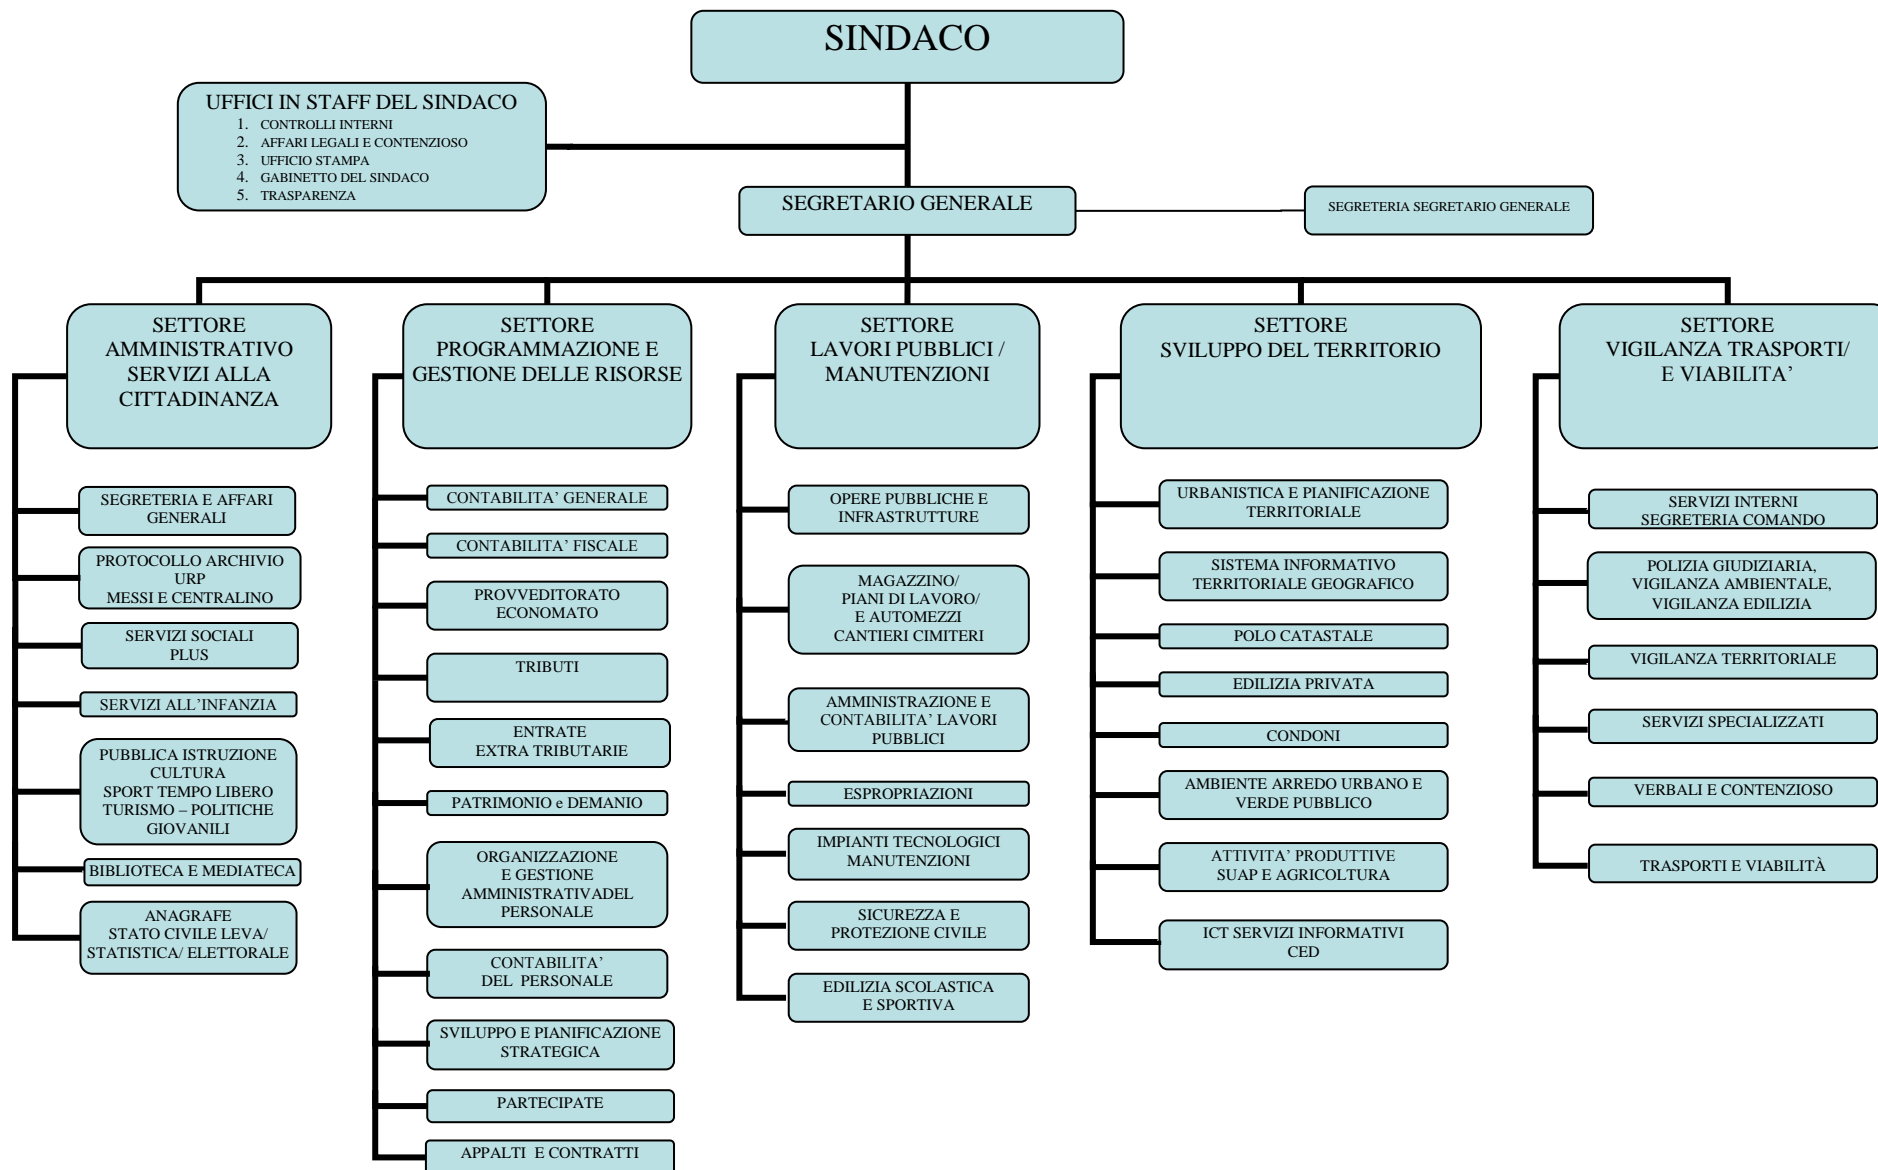 SINDACO
UFFICI IN STAFF DEL SINDACO
1. CONTROLLI INTERNI
2. AFFARI LEGALI E CONTENZIOSO
3. UFFICIO STAMPA
4. GABINETTO DEL SINDACO
5. TRASPARENZA
SEGRETARIO GENERALE
SEGRETERIA SEGRETARIO GENERALE
SETTORE
AMMINISTRATIVO
SERVIZI ALLA
CITTADINANZA
SEGRETERIA E AFFARI
GENERALI
PROTOCOLLO ARCHIVIO
URP
MESSI E CENTRALINO
SERVIZI SOCIALI
PLUS
SERVIZI ALL'INFANZIA
PUBBLICA ISTRUZIONE
CULTURA
SPORT TEMPO LIBERO
TURISMO – POLITICHE
GIOVANILI
BIBLIOTECA E MEDIATECA
ANAGRAFE
STATO CIVILE LEVA/
STATISTICA/ ELETTORALE
SETTORE
PROGRAMMAZIONE E
GESTIONE DELLE RISORSE
CONTABILITA' GENERALE
CONTABILITA' FISCALE
PROVVEDITORATO
ECONOMATO
TRIBUTI
ENTRATE
EXTRA TRIBUTARIE
PATRIMONIO e DEMANIO
ORGANIZZAZIONE
E GESTIONE
AMMINISTRATIVADEL
PERSONALE
CONTABILITA'
DEL PERSONALE
SVILUPPO E PIANIFICAZIONE
STRATEGICA
PARTECIPATE
APPALTI E CONTRATTI
SETTORE
LAVORI PUBBLICI /
MANUTENZIONI
OPERE PUBBLICHE E
INFRASTRUTTURE
MAGAZZINO/
PIANI DI LAVORO/
E AUTOMEZZI
CANTIERI CIMITERI
AMMINISTRAZIONE E
CONTABILITA' LAVORI
PUBBLICI
ESPROPRIAZIONI
IMPIANTI TECNOLOGICI
MANUTENZIONI
SICUREZZA E
PROTEZIONE CIVILE
EDILIZIA SCOLASTICA
E SPORTIVA
SETTORE
SVILUPPO DEL TERRITORIO
URBANISTICA E PIANIFICAZIONE
TERRITORIALE
SISTEMA INFORMATIVO
TERRITORIALE GEOGRAFICO
POLO CATASTALE
EDILIZIA PRIVATA
CONDONI
AMBIENTE ARREDO URBANO E
VERDE PUBBLICO
ATTIVITA' PRODUTTIVE
SUAP E AGRICOLTURA
ICT SERVIZI INFORMATIVI
CED
SETTORE
VIGILANZA TRASPORTI/
E VIABILITA'
SERVIZI INTERNI
SEGRETERIA COMANDO
POLIZIA GIUDIZIARIA,
VIGILANZA AMBIENTALE,
VIGILANZA EDILIZIA
VIGILANZA TERRITORIALE
SERVIZI SPECIALIZZATI
VERBALI E CONTENZIOSO
TRASPORTI E VIABILITÀ